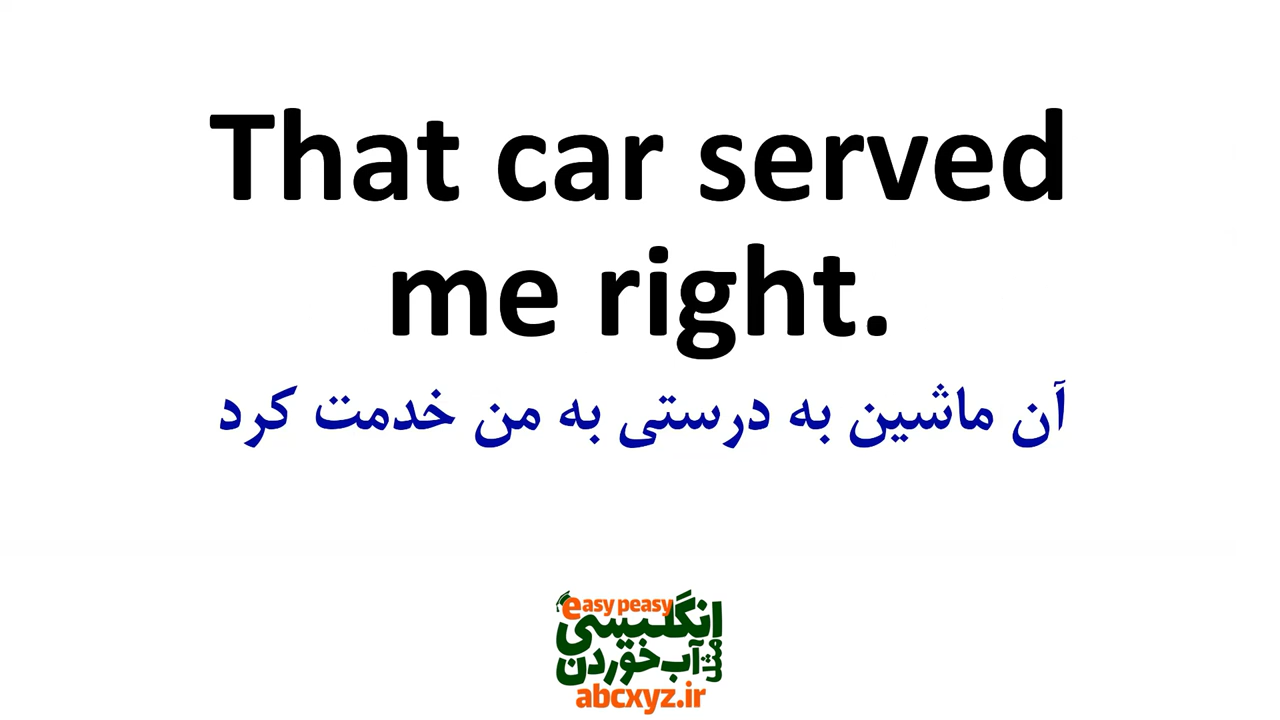 That car served
me right.
آن ماشین به درستی به من خدمت کرد
easy peasy
انگلیسی
مثل آب خوردن
abcxyz.ir